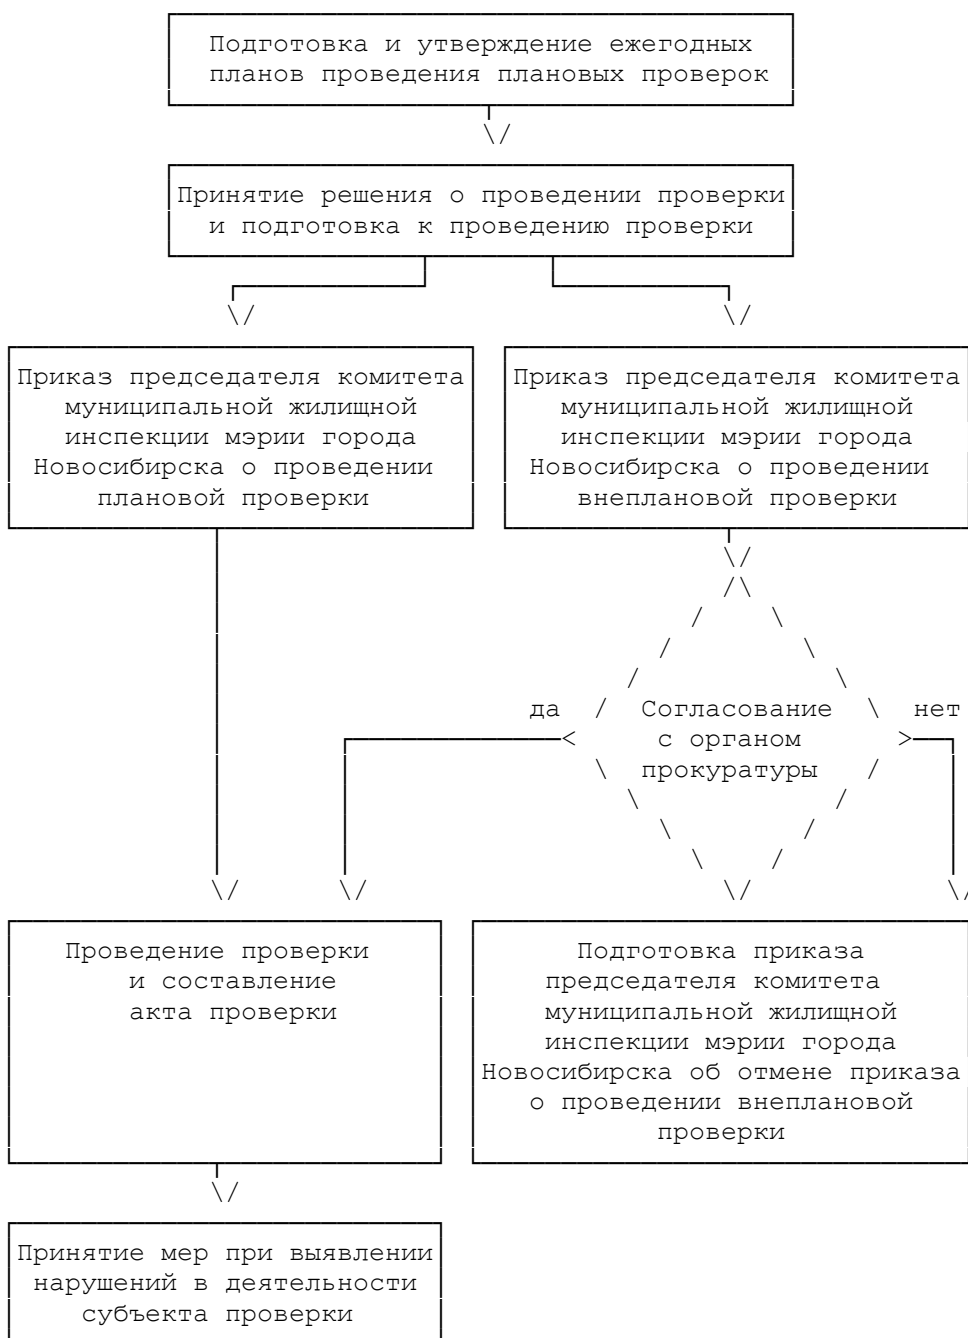 Подготовка и утверждение ежегодных
планов проведения плановых проверок
Принятие решения о проведении проверки
и подготовка к проведению проверки
Приказ председателя комитета
муниципальной жилищной
инспекции мэрии города
Новосибирска о проведении
плановой проверки
Приказ председателя комитета
муниципальной жилищной
инспекции мэрии города
Новосибирска о проведении
внеплановой проверки
да
Согласование
с органом
прокуратуры
нет
Проведение проверки
и составление
акта проверки
Подготовка приказа
председателя комитета
муниципальной жилищной
инспекции мэрии города
Новосибирска об отмене приказа
о проведении внеплановой
проверки
Принятие мер при выявлении
нарушений в деятельности
субъекта проверки